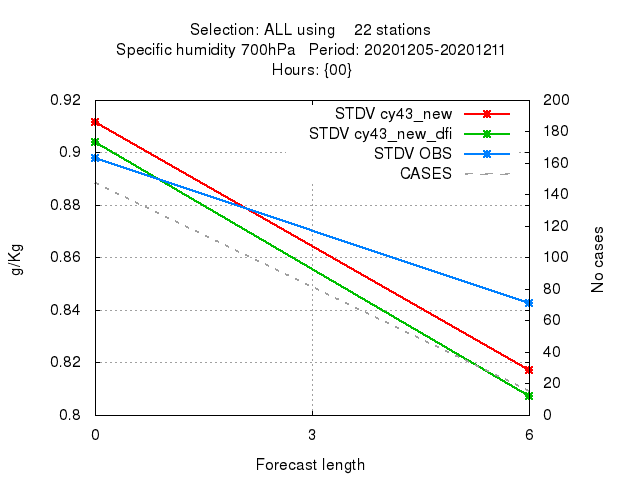 Selection: ALL using 22 stations
Specific humidity 700hPa Period: 20201205-20201211
Hours: {00}
STDV cy43_new
STDV cy43_new_dfi
STDV OBS
CASES
g/Kg
0.92
0.9
0.88
0.86
0.84
0.82
0.8
200
180
160
140
120
100
80
60
40
20
0
No cases
0 3 6
Forecast length